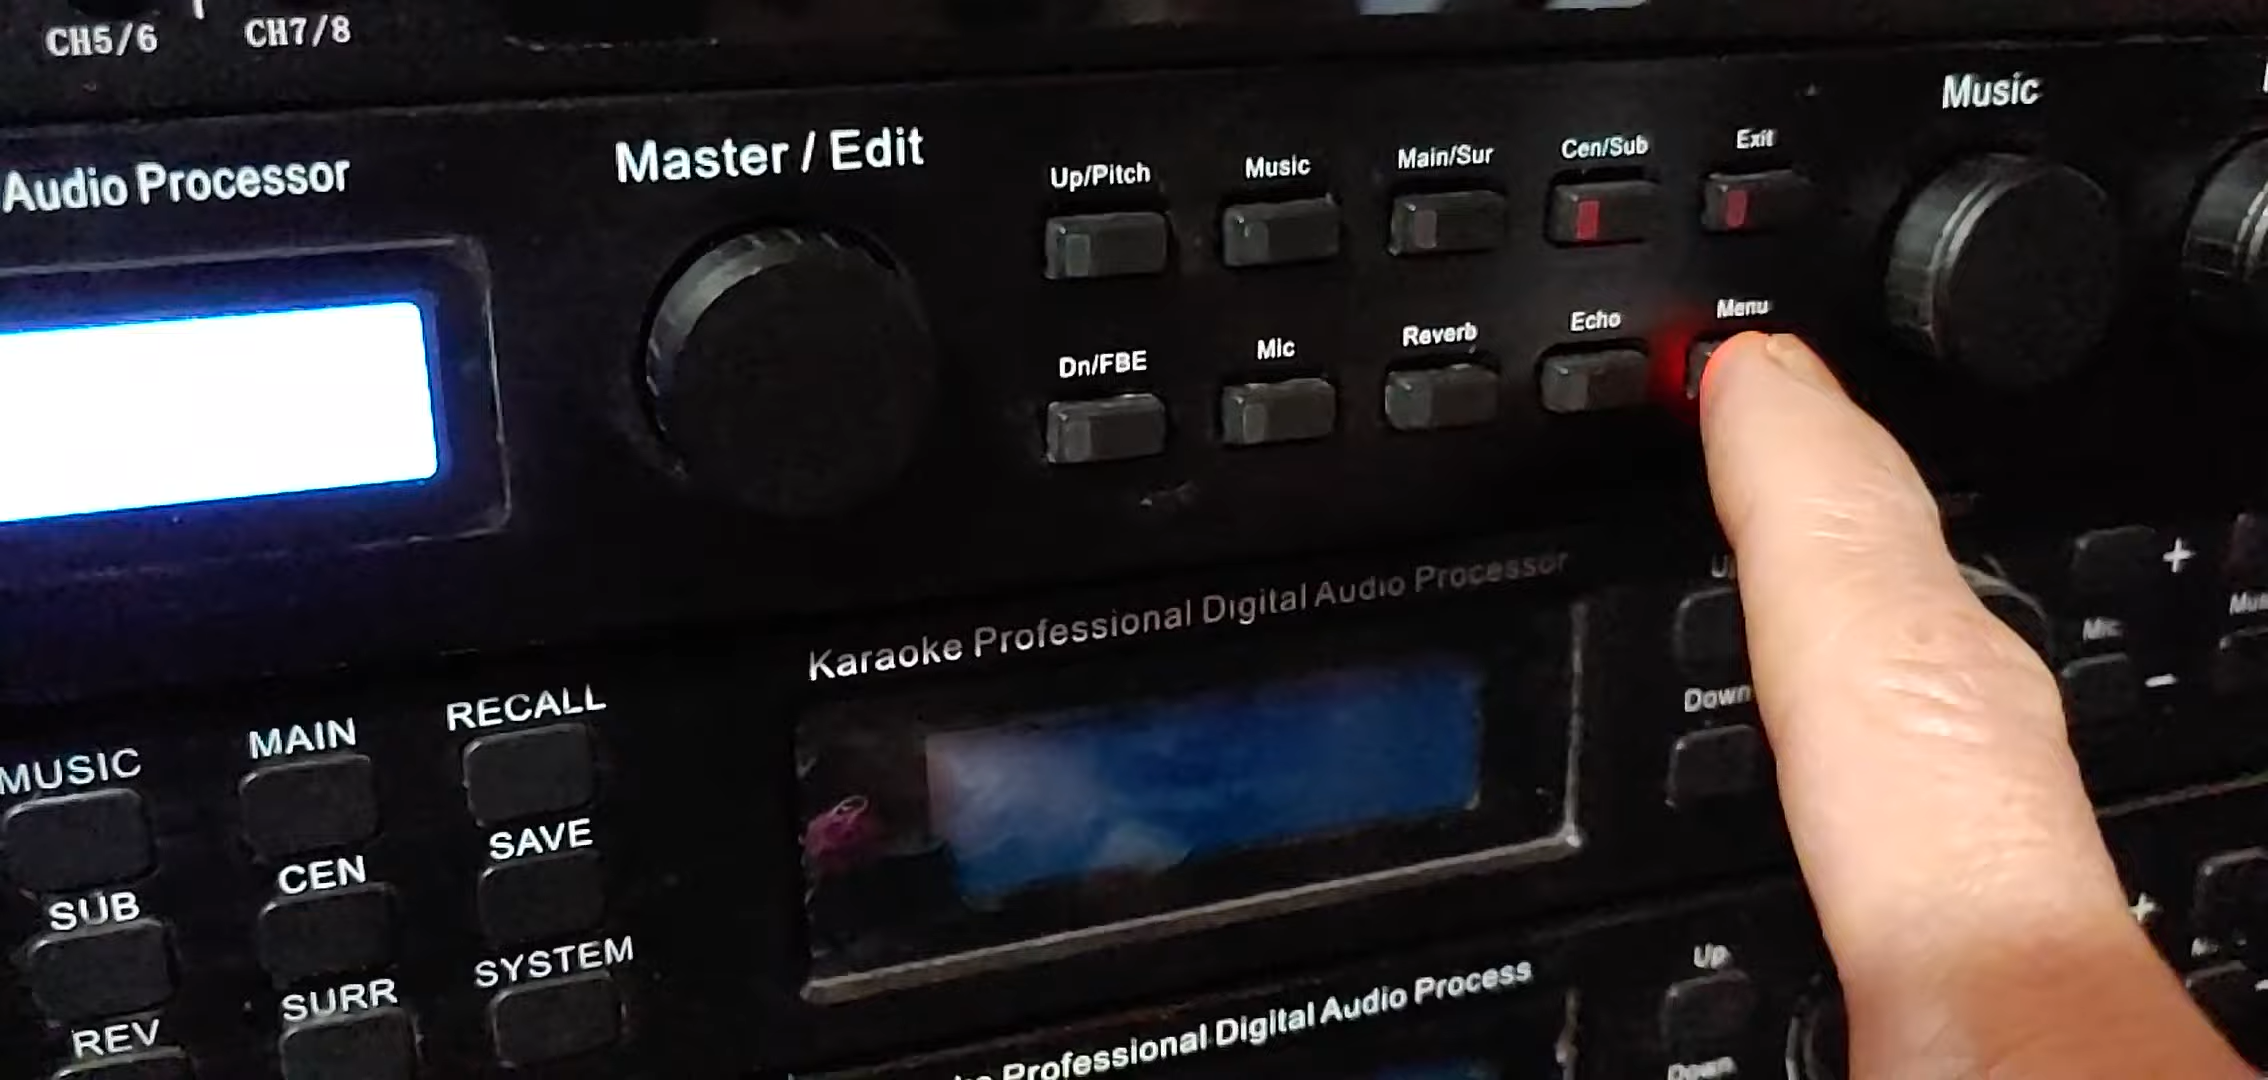 CH5/6 CH7/8
Audio Processor
Master / Edit
Up/Pitch Music Main/Sur Cen/Sub Exit
Music
Dn/FBE Mic Reverb Echo Menu
Karaoke Professional Digital Audio Processor
MUSIC MAIN RECALL
SUB CEN SAVE
REV SURR SYSTEM
Down
+
Mic
−
Professional Digital Audio Process
Up
+
Down